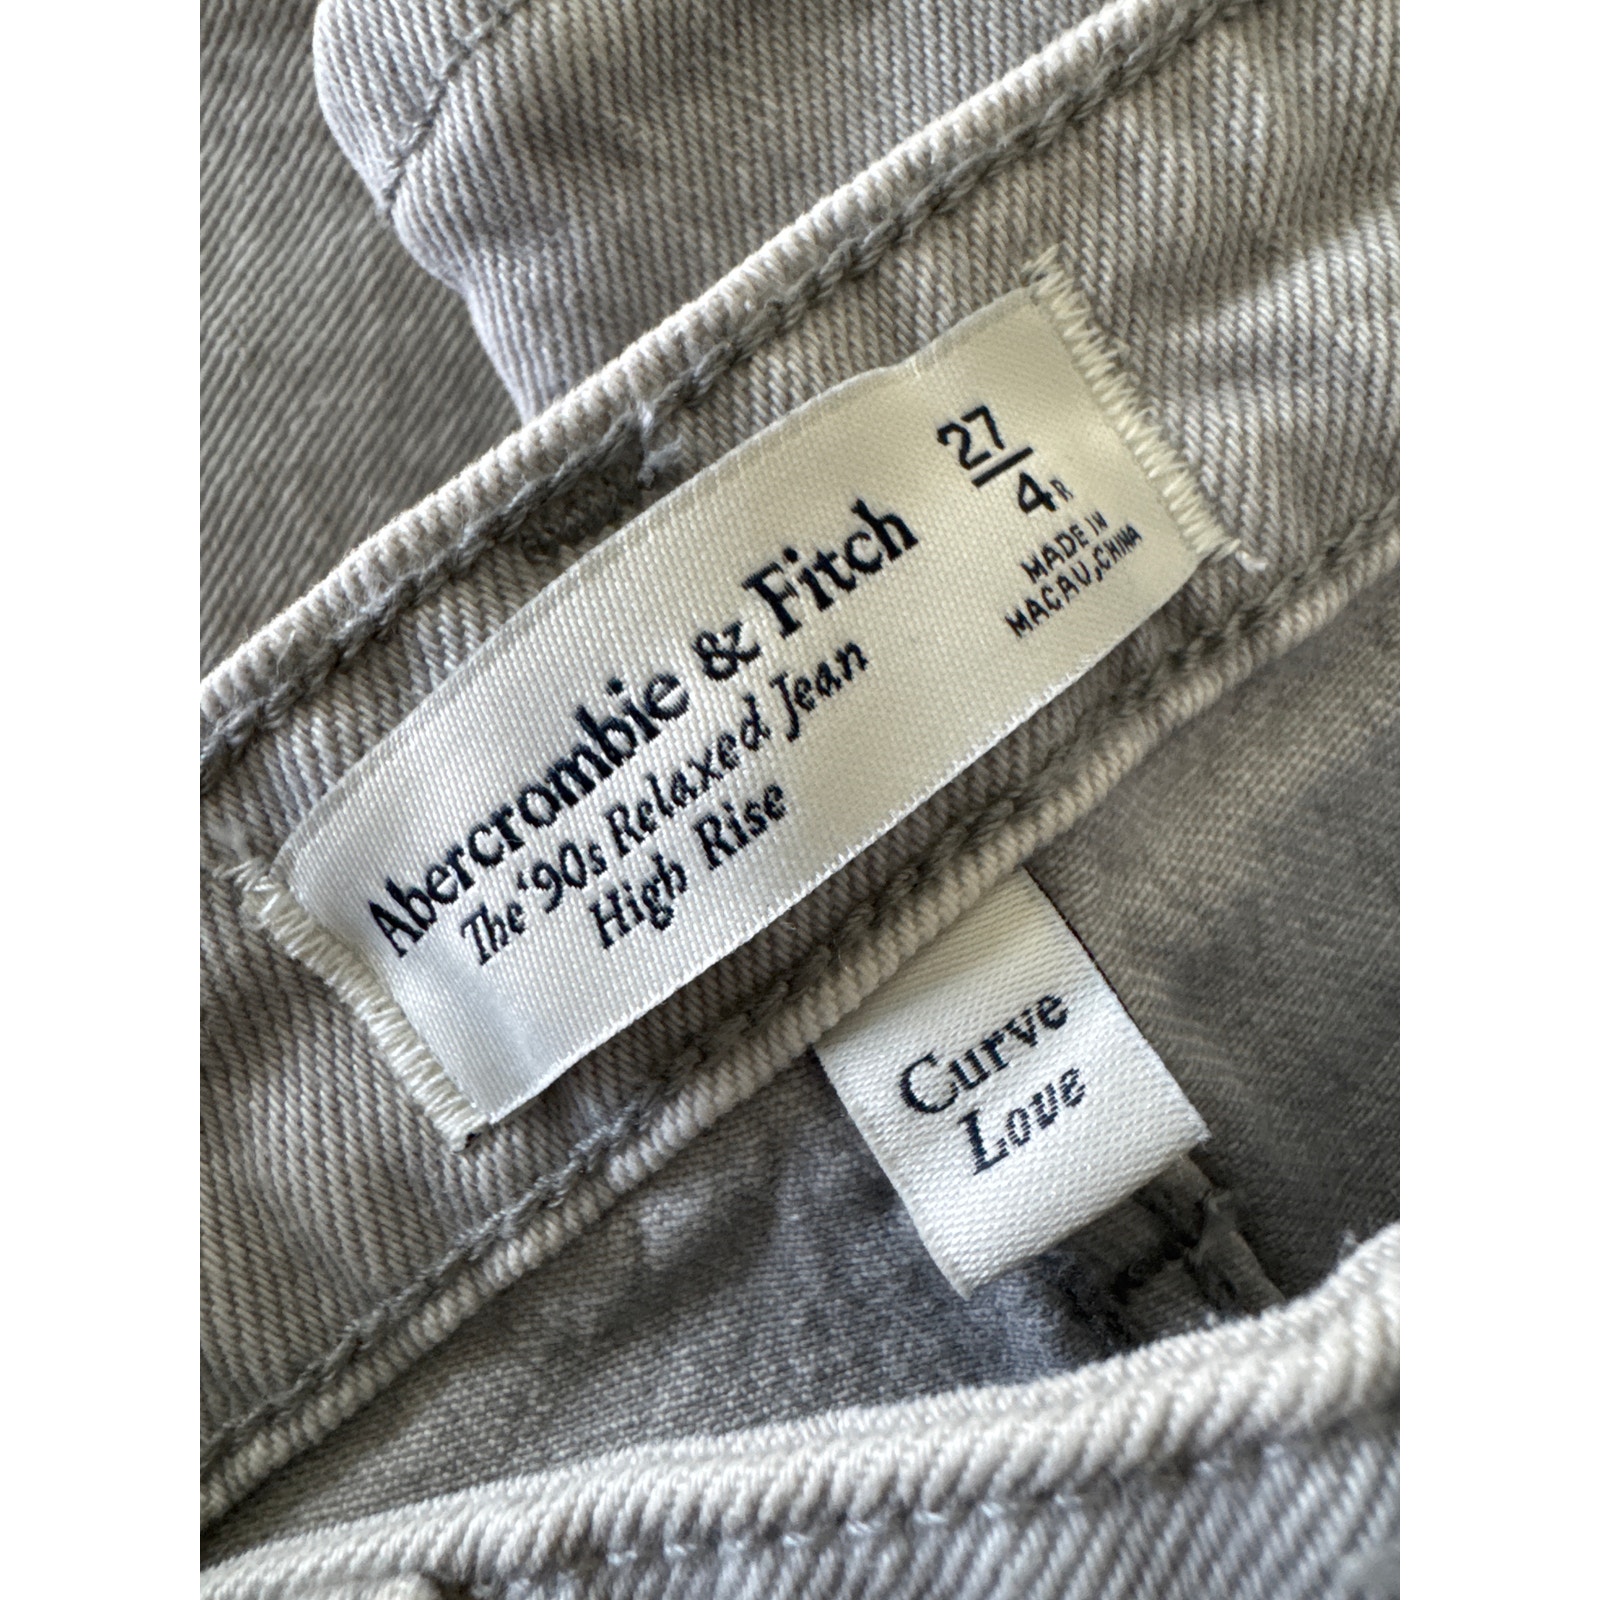 Abercrombie & Fitch
The '90s Relaxed Jean
High Rise
27
4R
MADE IN
MACAU, CHINA
Curve
Love